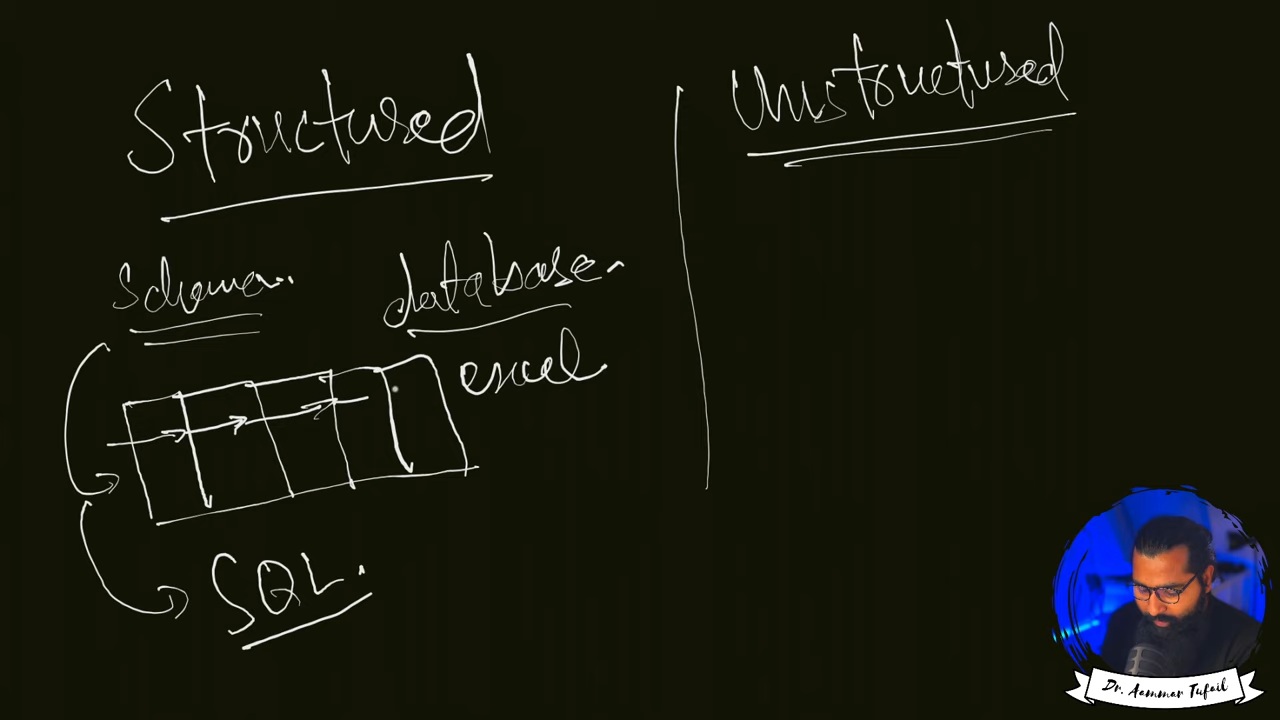 Structured
Unstructured
Schema.
database.
excel
SQL.
Dr. Aammar Tufail